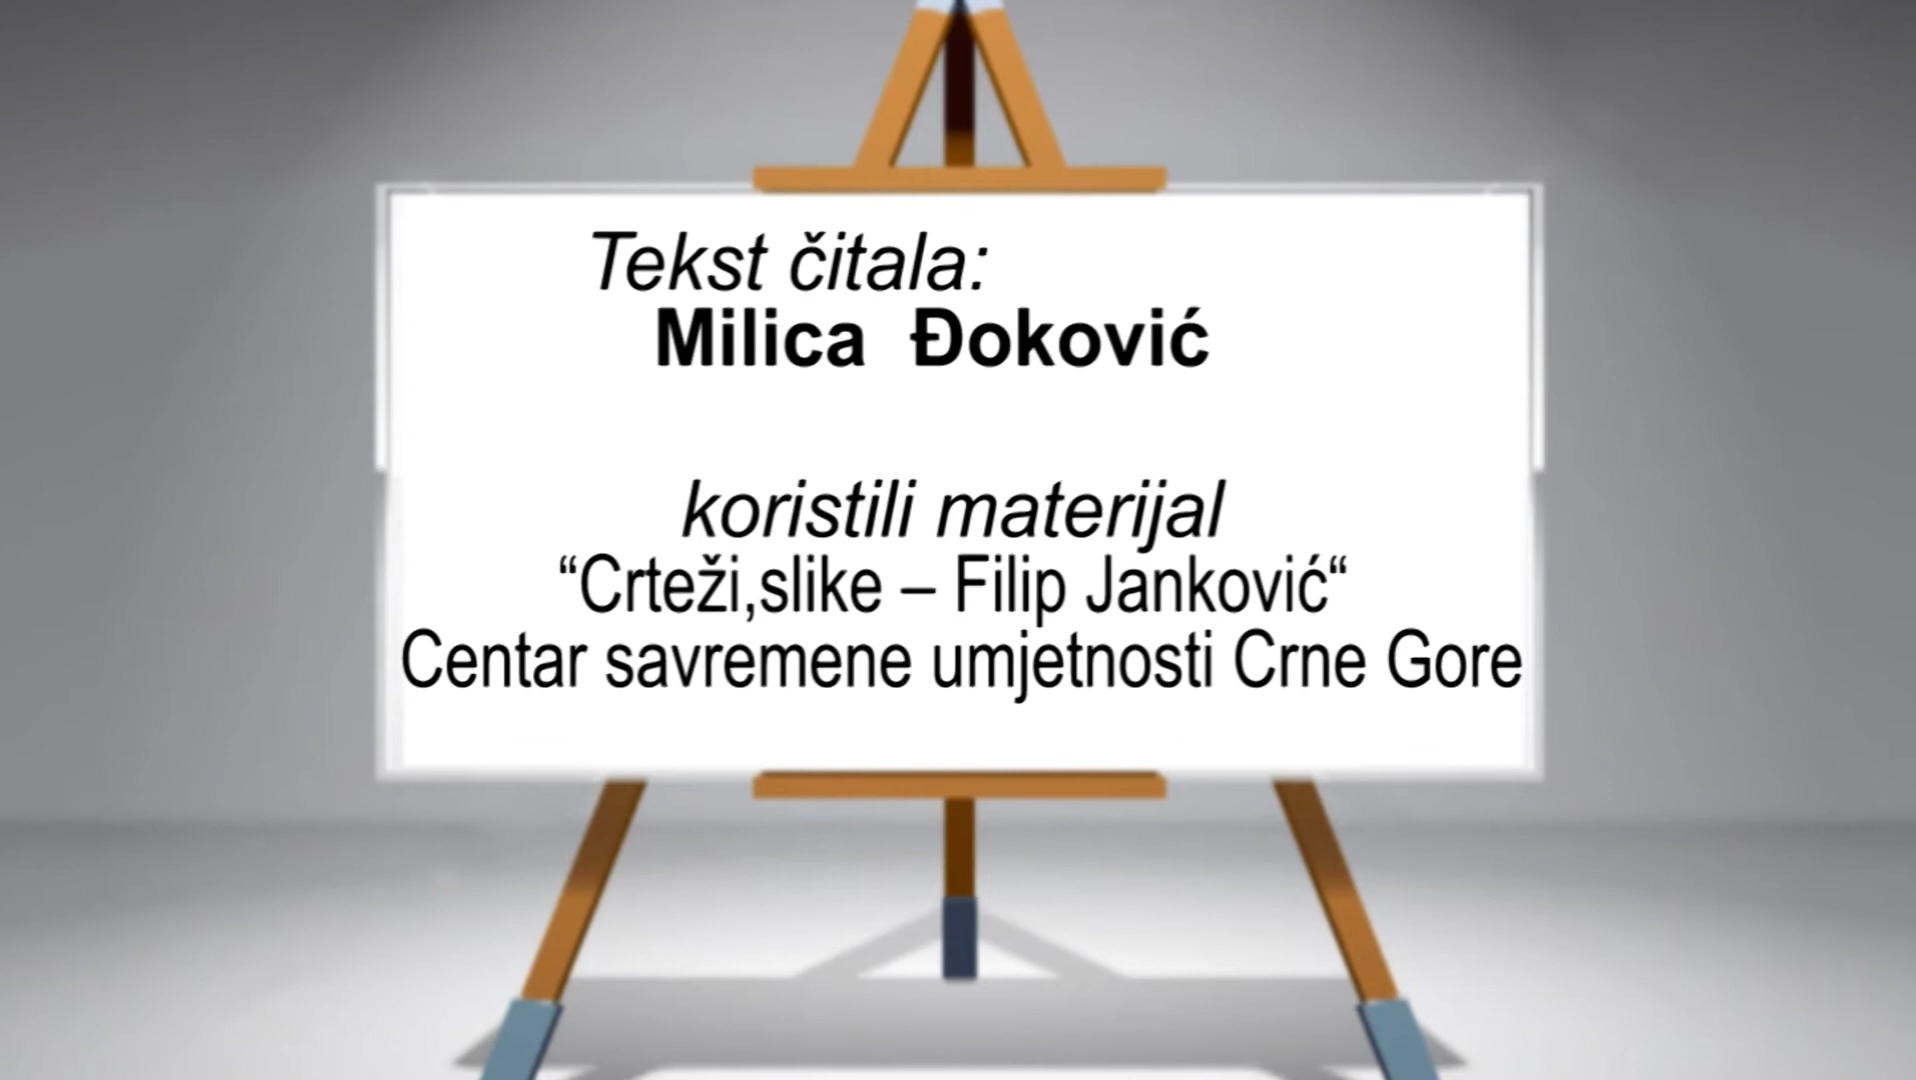 Tekst čitala:
Milica Đoković
koristili materijal
“Crteži,slike – Filip Janković“
Centar savremene umjetnosti Crne Gore